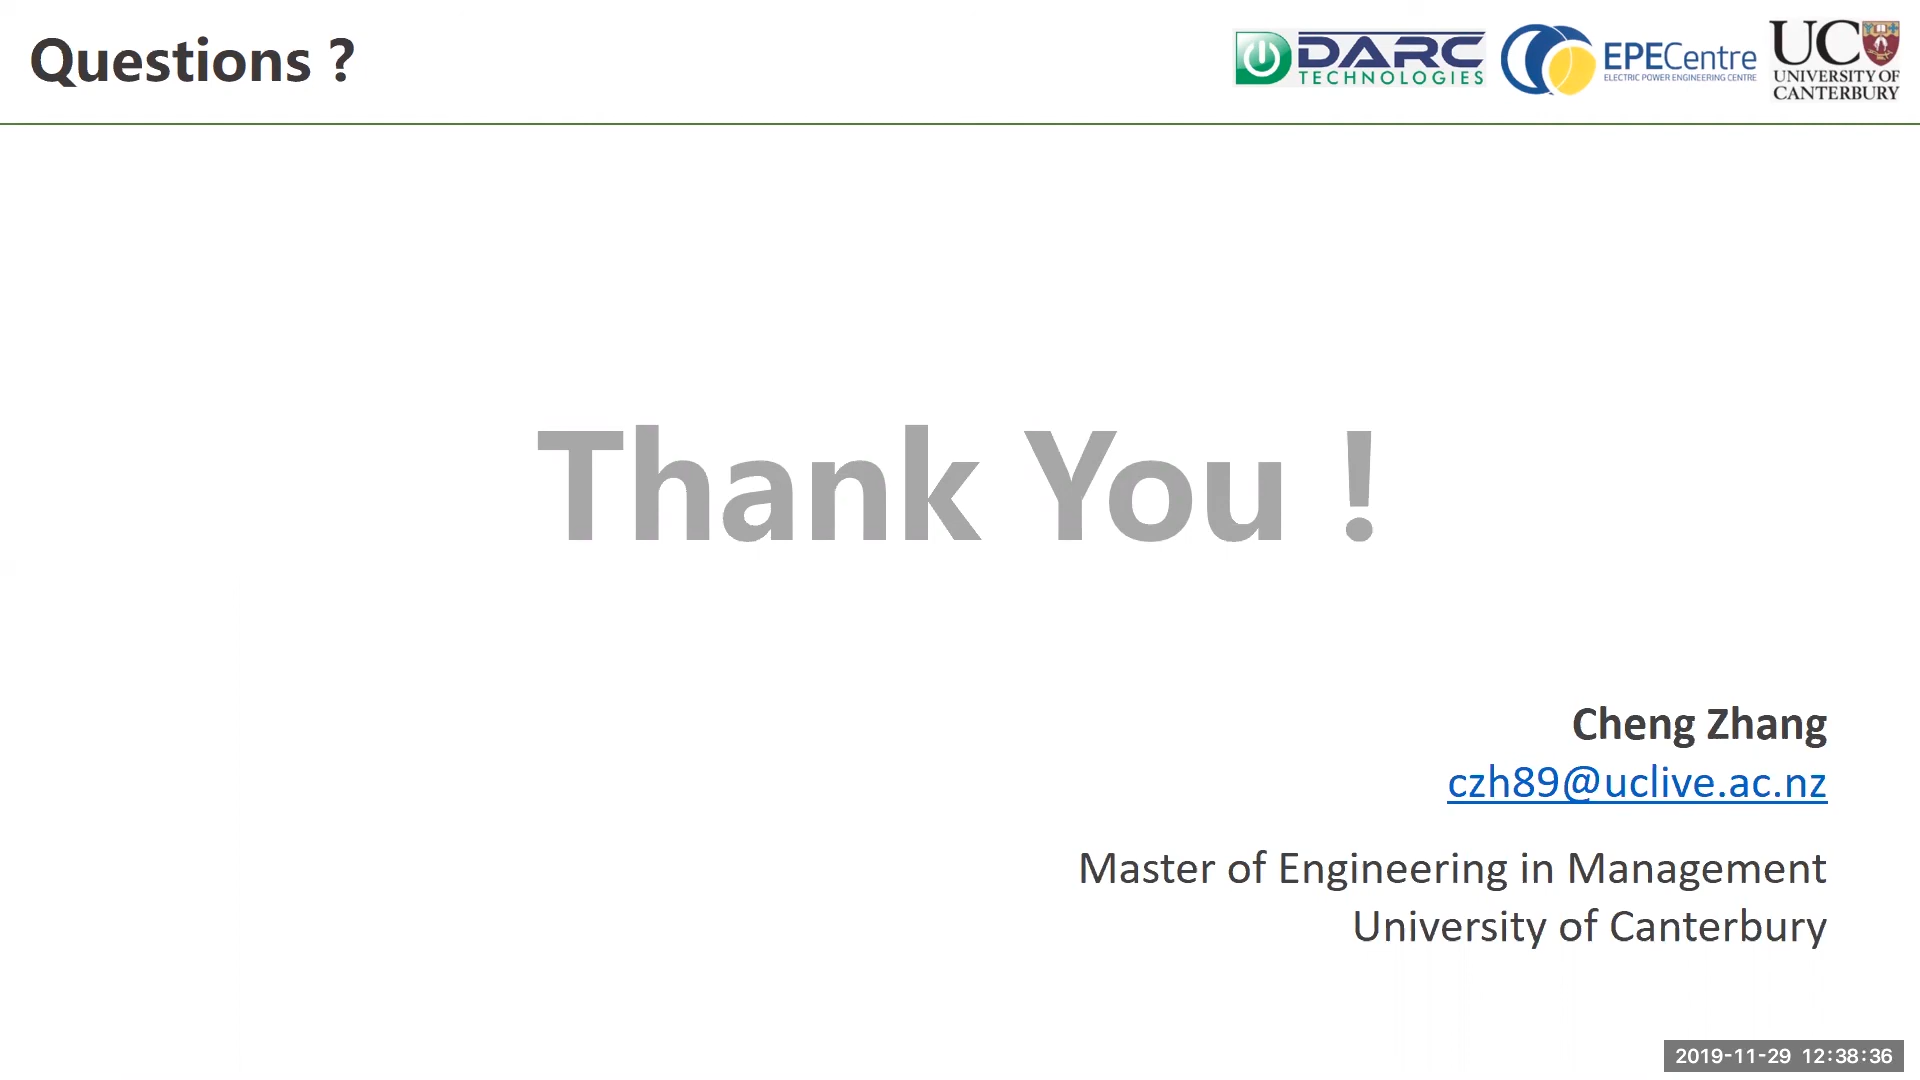 Questions ?
DARC
TECHNOLOGIES
EPECentre
ELECTRIC POWER ENGINEERING CENTRE
UC
UNIVERSITY OF
CANTERBURY
Thank You !
Cheng Zhang
czh89@uclive.ac.nz
Master of Engineering in Management
University of Canterbury
2019-11-29 12:38:36